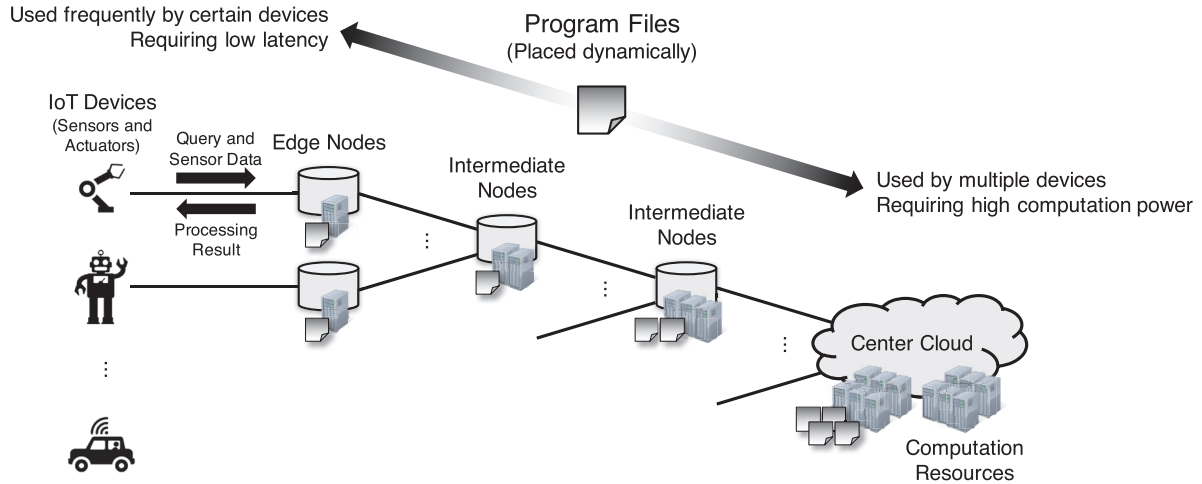 Used frequently by certain devices
Requiring low latency
Program Files
(Placed dynamically)
IoT Devices
(Sensors and
Actuators)
Query and
Sensor Data
Processing
Result
Edge Nodes
Intermediate
Nodes
Intermediate
Nodes
Used by multiple devices
Requiring high computation power
Center Cloud
Computation
Resources